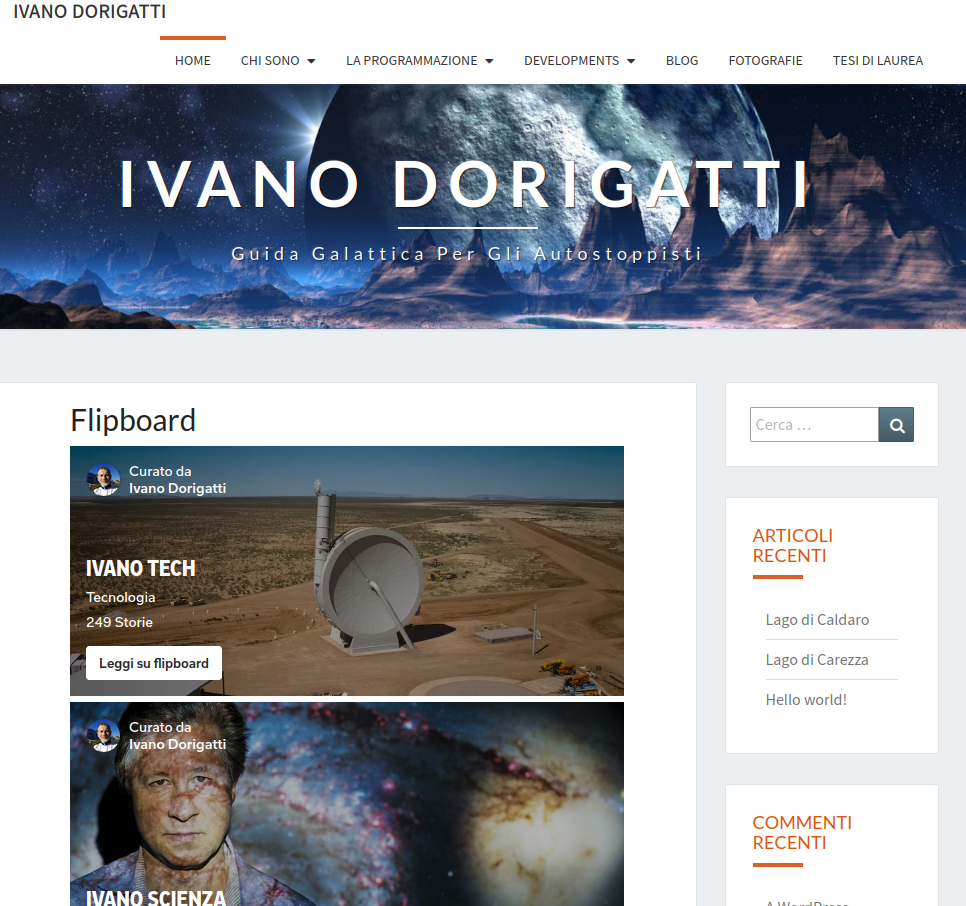 IVANO DORIGATTI
HOME CHI SONO LA PROGRAMMAZIONE DEVELOPMENTS BLOG FOTOGRAFIE TESI DI LAUREA
IVANO DORIGATTI
Guida Galattica Per Gli Autostoppisti
Flipboard
Curato da
Ivano Dorigatti
IVANO TECH
Tecnologia
249 Storie
Leggi su flipboard
Curato da
Ivano Dorigatti
IVANO SCIENZA
Cerca …
ARTICOLI
RECENTI
Lago di Caldaro
Lago di Carezza
Hello world!
COMMENTI
RECENTI
A WordPress